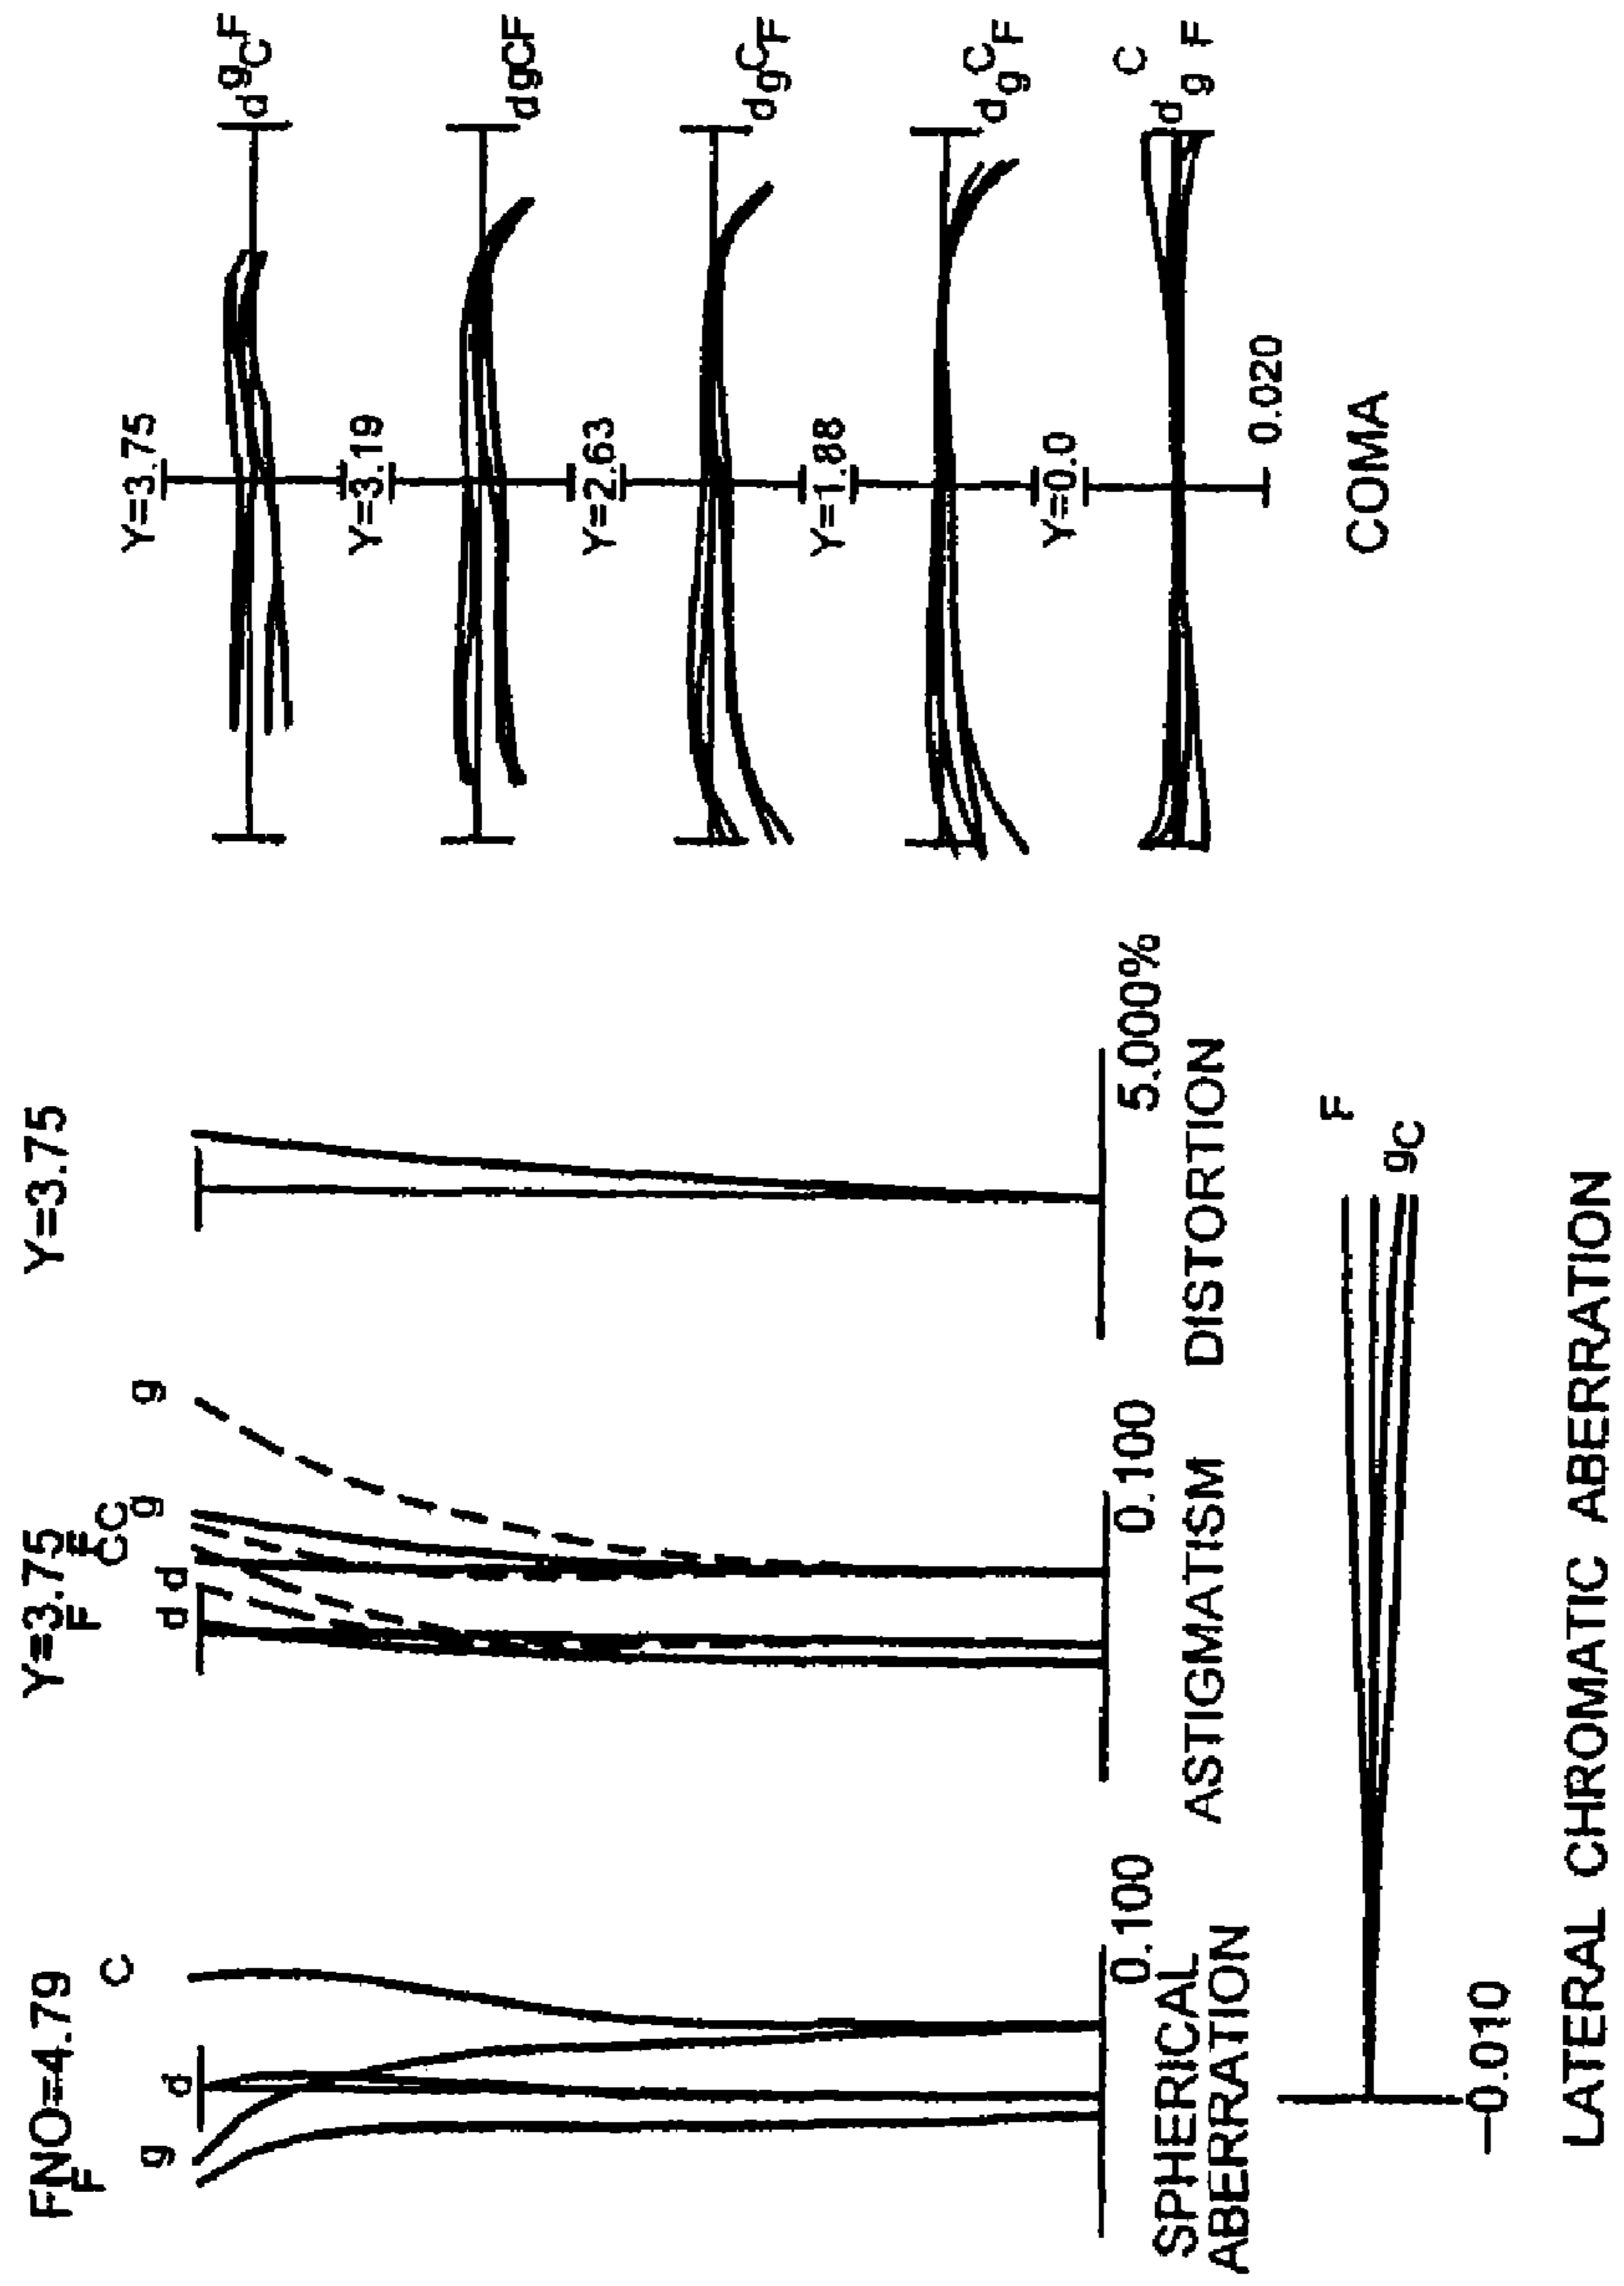 FNO=4.79
F
g
d
C
0.100
SPHERICAL
ABERRATION
Y=3.75
F
F
d d
C C
g
g
0.100
ASTIGMATISM
Y=3.75
5.000%
DISTORTION
Y=3.75
d g C F
Y=3.19
d g C F
Y=2.63
d g C F
Y=1.88
d g C F
Y=0.0
C
d g F
0.020
COMA
F
g C
-0.010
LATERAL CHROMATIC ABERRATION